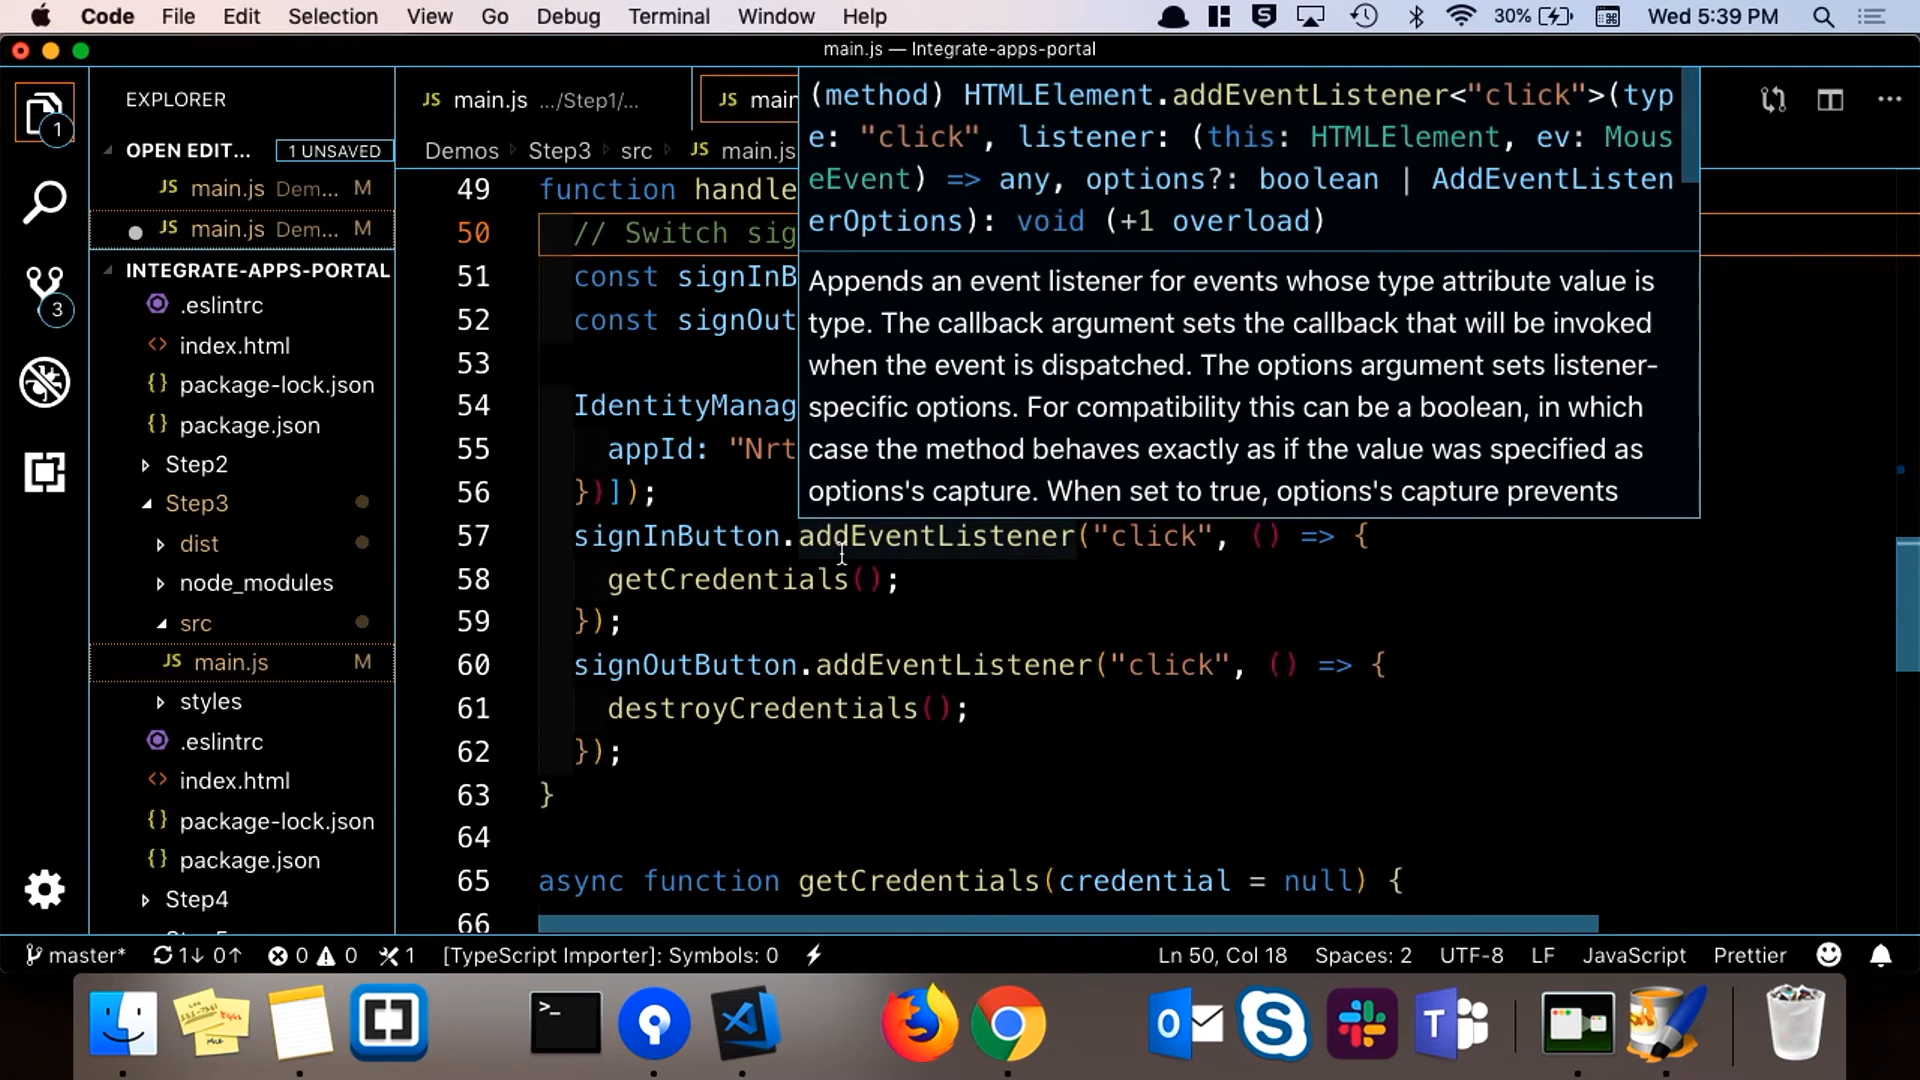 Code File Edit Selection View Go Debug Terminal Window Help
30% Wed 5:39 PM
main.js — Integrate-apps-portal
1
3
EXPLORER
OPEN EDIT... 1 UNSAVED
JS main.js Dem... M
JS main.js Dem... M
INTEGRATE-APPS-PORTAL
.eslintrc
<> index.html
{} package-lock.json
{} package.json
Step2
Step3
dist
node_modules
src
JS main.js M
styles
.eslintrc
<> index.html
{} package-lock.json
{} package.json
Step4
JS main.js .../Step1/...
JS main
Demos Step3 src JS main.js
(method) HTMLElement.addEventListener<"click">(typ
e: "click", listener: (this: HTMLElement, ev: Mous
eEvent) => any, options?: boolean | AddEventListen
erOptions): void (+1 overload)
Appends an event listener for events whose type attribute value is
type. The callback argument sets the callback that will be invoked
when the event is dispatched. The options argument sets listener-
specific options. For compatibility this can be a boolean, in which
case the method behaves exactly as if the value was specified as
options's capture. When set to true, options's capture prevents
49 function handle
50 // Switch sig
51 const signInB
52 const signOut
53
54 IdentityManag
55 appId: "Nrt
56 })]);
57 signInButton.addEventListener("click", () => {
58 getCredentials();
59 });
60 signOutButton.addEventListener("click", () => {
61 destroyCredentials();
62 });
63 }
64
65 async function getCredentials(credential = null) {
66
master* 1↓ 0↑ 0 0 1 [TypeScript Importer]: Symbols: 0 Ln 50, Col 18 Spaces: 2 UTF-8 LF JavaScript Prettier